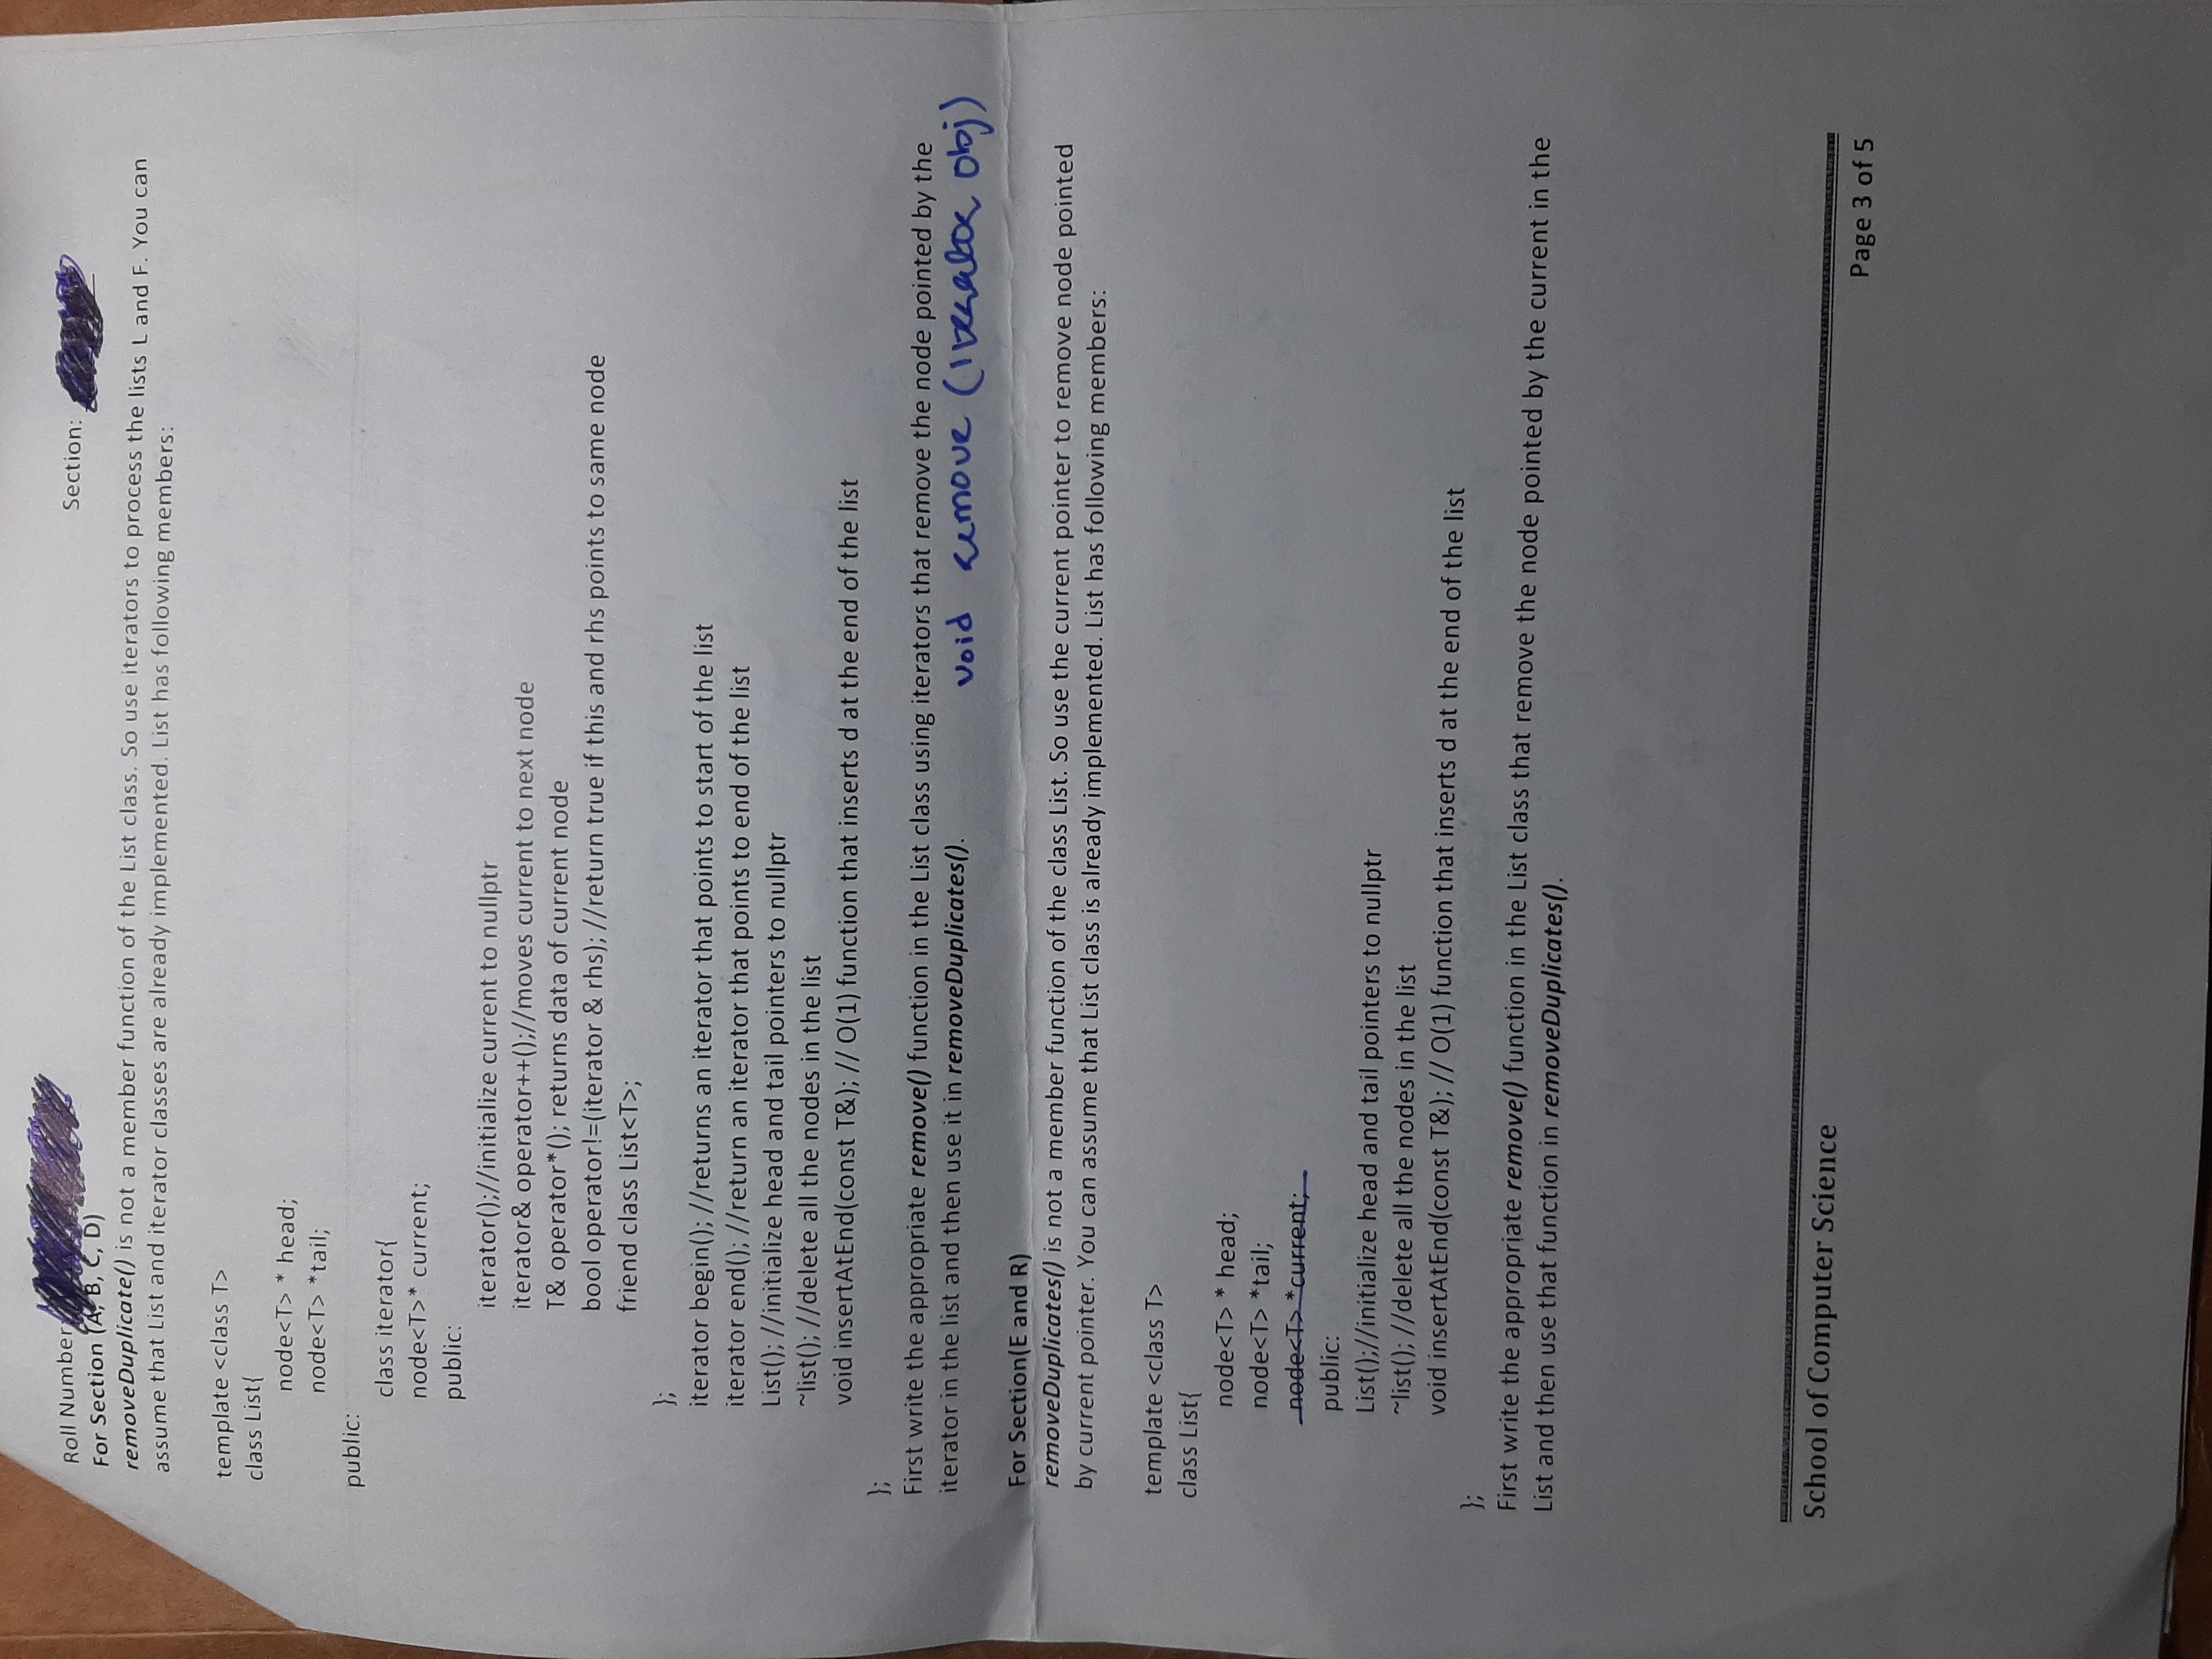 Roll Number:
Section:
For Section (A, B, C, D)
removeDuplicate() is not a member function of the List class. So use iterators to process the lists L and F. You can
assume that List and iterator classes are already implemented. List has following members:
template <class T>
class List{
node<T> * head;
node<T> *tail;
public:
class iterator{
node<T>* current;
public:
iterator();//initialize current to nullptr
iterator& operator++();//moves current to next node
T& operator*(); returns data of current node
bool operator!=(iterator & rhs); //return true if this and rhs points to same node
friend class List<T>;
};
iterator begin(); //returns an iterator that points to start of the list
iterator end(); //return an iterator that points to end of the list
List(); //initialize head and tail pointers to nullptr
~list(); //delete all the nodes in the list
void insertAtEnd(const T&); // O(1) function that inserts d at the end of the list
};
First write the appropriate remove() function in the List class using iterators that remove the node pointed by the
iterator in the list and then use it in removeDuplicates().
void remove (Iterator obj)
For Section(E and R)
removeDuplicates() is not a member function of the class List. So use the current pointer to remove node pointed
by current pointer. You can assume that List class is already implemented. List has following members:
template <class T>
class List{
node<T> * head;
node<T> *tail;
node<T> *current;
public:
List();//initialize head and tail pointers to nullptr
~list(); //delete all the nodes in the list
void insertAtEnd(const T&); // O(1) function that inserts d at the end of the list
};
First write the appropriate remove() function in the List class that remove the node pointed by the current in the
List and then use that function in removeDuplicates().
School of Computer Science
Page 3 of 5